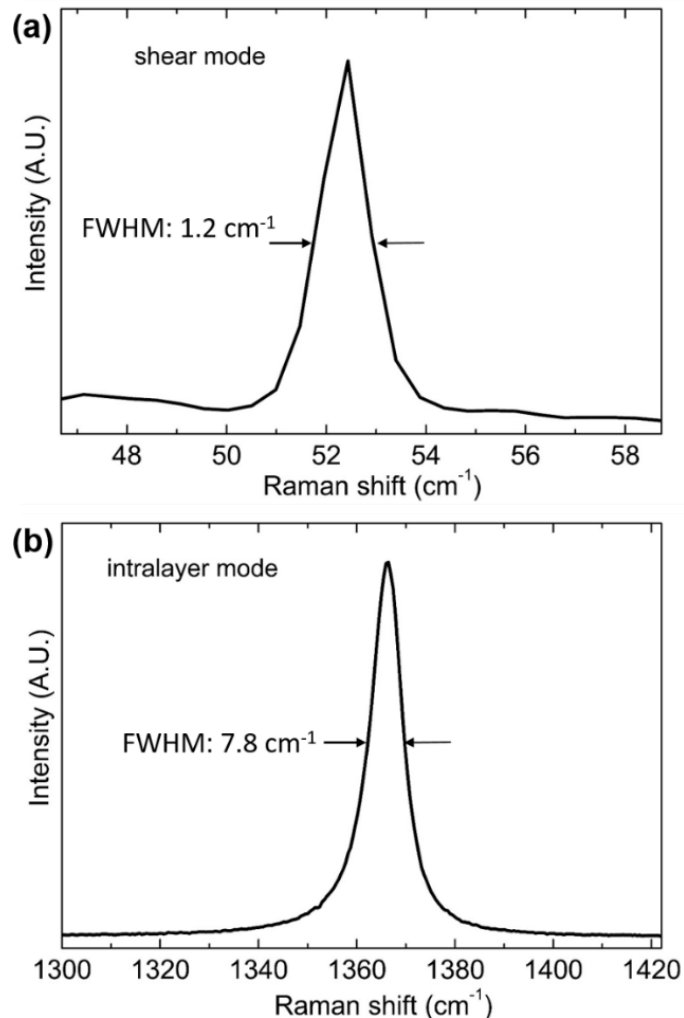 (a)
shear mode
FWHM: 1.2 cm⁻¹
Intensity (A.U.)
48 50 52 54 56 58
Raman shift (cm⁻¹)
(b)
intralayer mode
FWHM: 7.8 cm⁻¹
Intensity (A.U.)
1300 1320 1340 1360 1380 1400 1420
Raman shift (cm⁻¹)